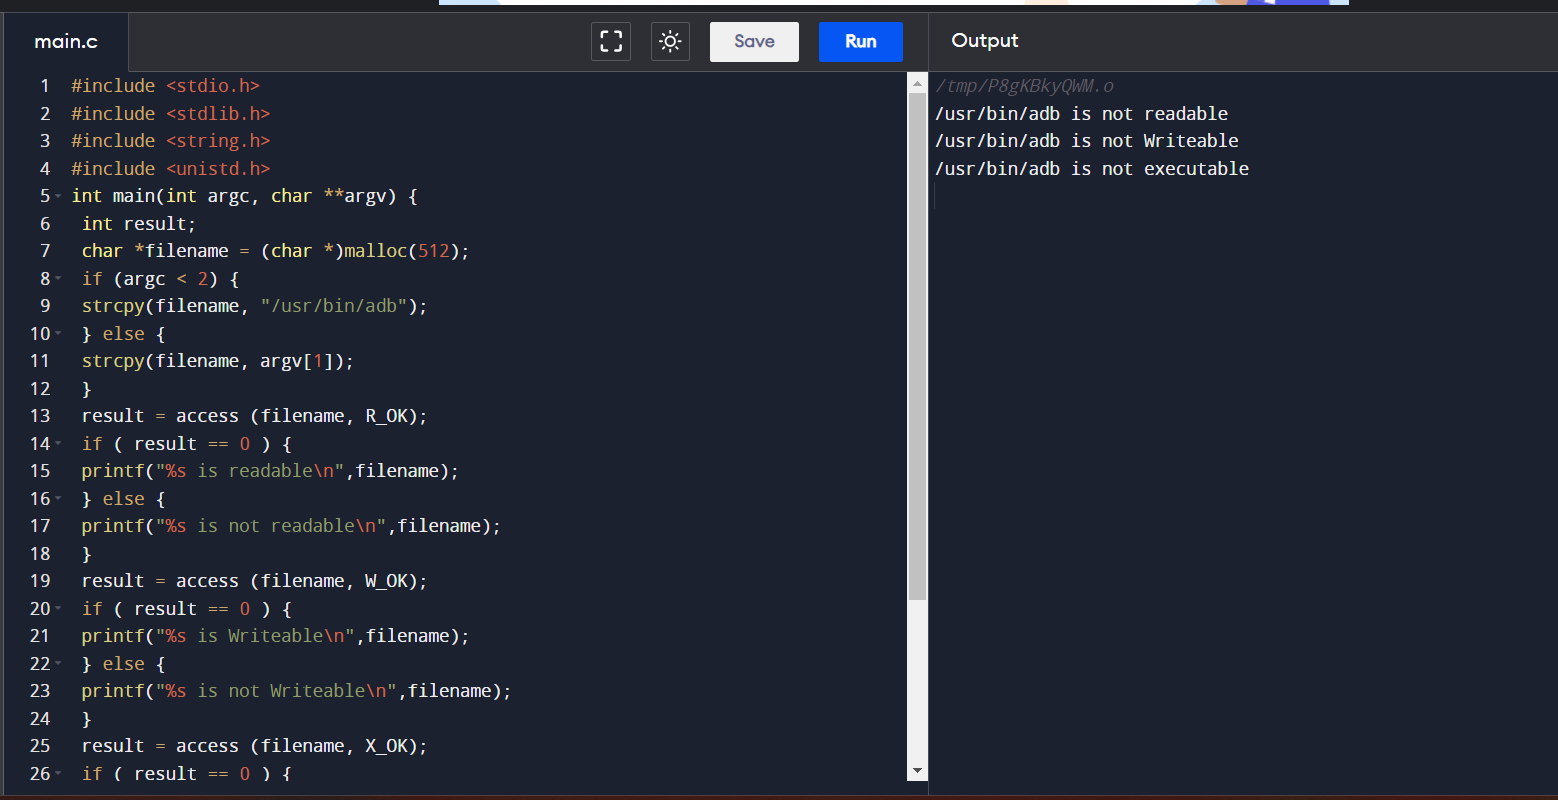 main.c
Save
Run
Output
1 #include <stdio.h>
2 #include <stdlib.h>
3 #include <string.h>
4 #include <unistd.h>
5 int main(int argc, char **argv) {
6 int result;
7 char *filename = (char *)malloc(512);
8 if (argc < 2) {
9 strcpy(filename, "/usr/bin/adb");
10 } else {
11 strcpy(filename, argv[1]);
12 }
13 result = access (filename, R_OK);
14 if ( result == 0 ) {
15 printf("%s is readable\n",filename);
16 } else {
17 printf("%s is not readable\n",filename);
18 }
19 result = access (filename, W_OK);
20 if ( result == 0 ) {
21 printf("%s is Writeable\n",filename);
22 } else {
23 printf("%s is not Writeable\n",filename);
24 }
25 result = access (filename, X_OK);
26 if ( result == 0 ) {
/tmp/P8gKBkyQWM.o
/usr/bin/adb is not readable
/usr/bin/adb is not Writeable
/usr/bin/adb is not executable